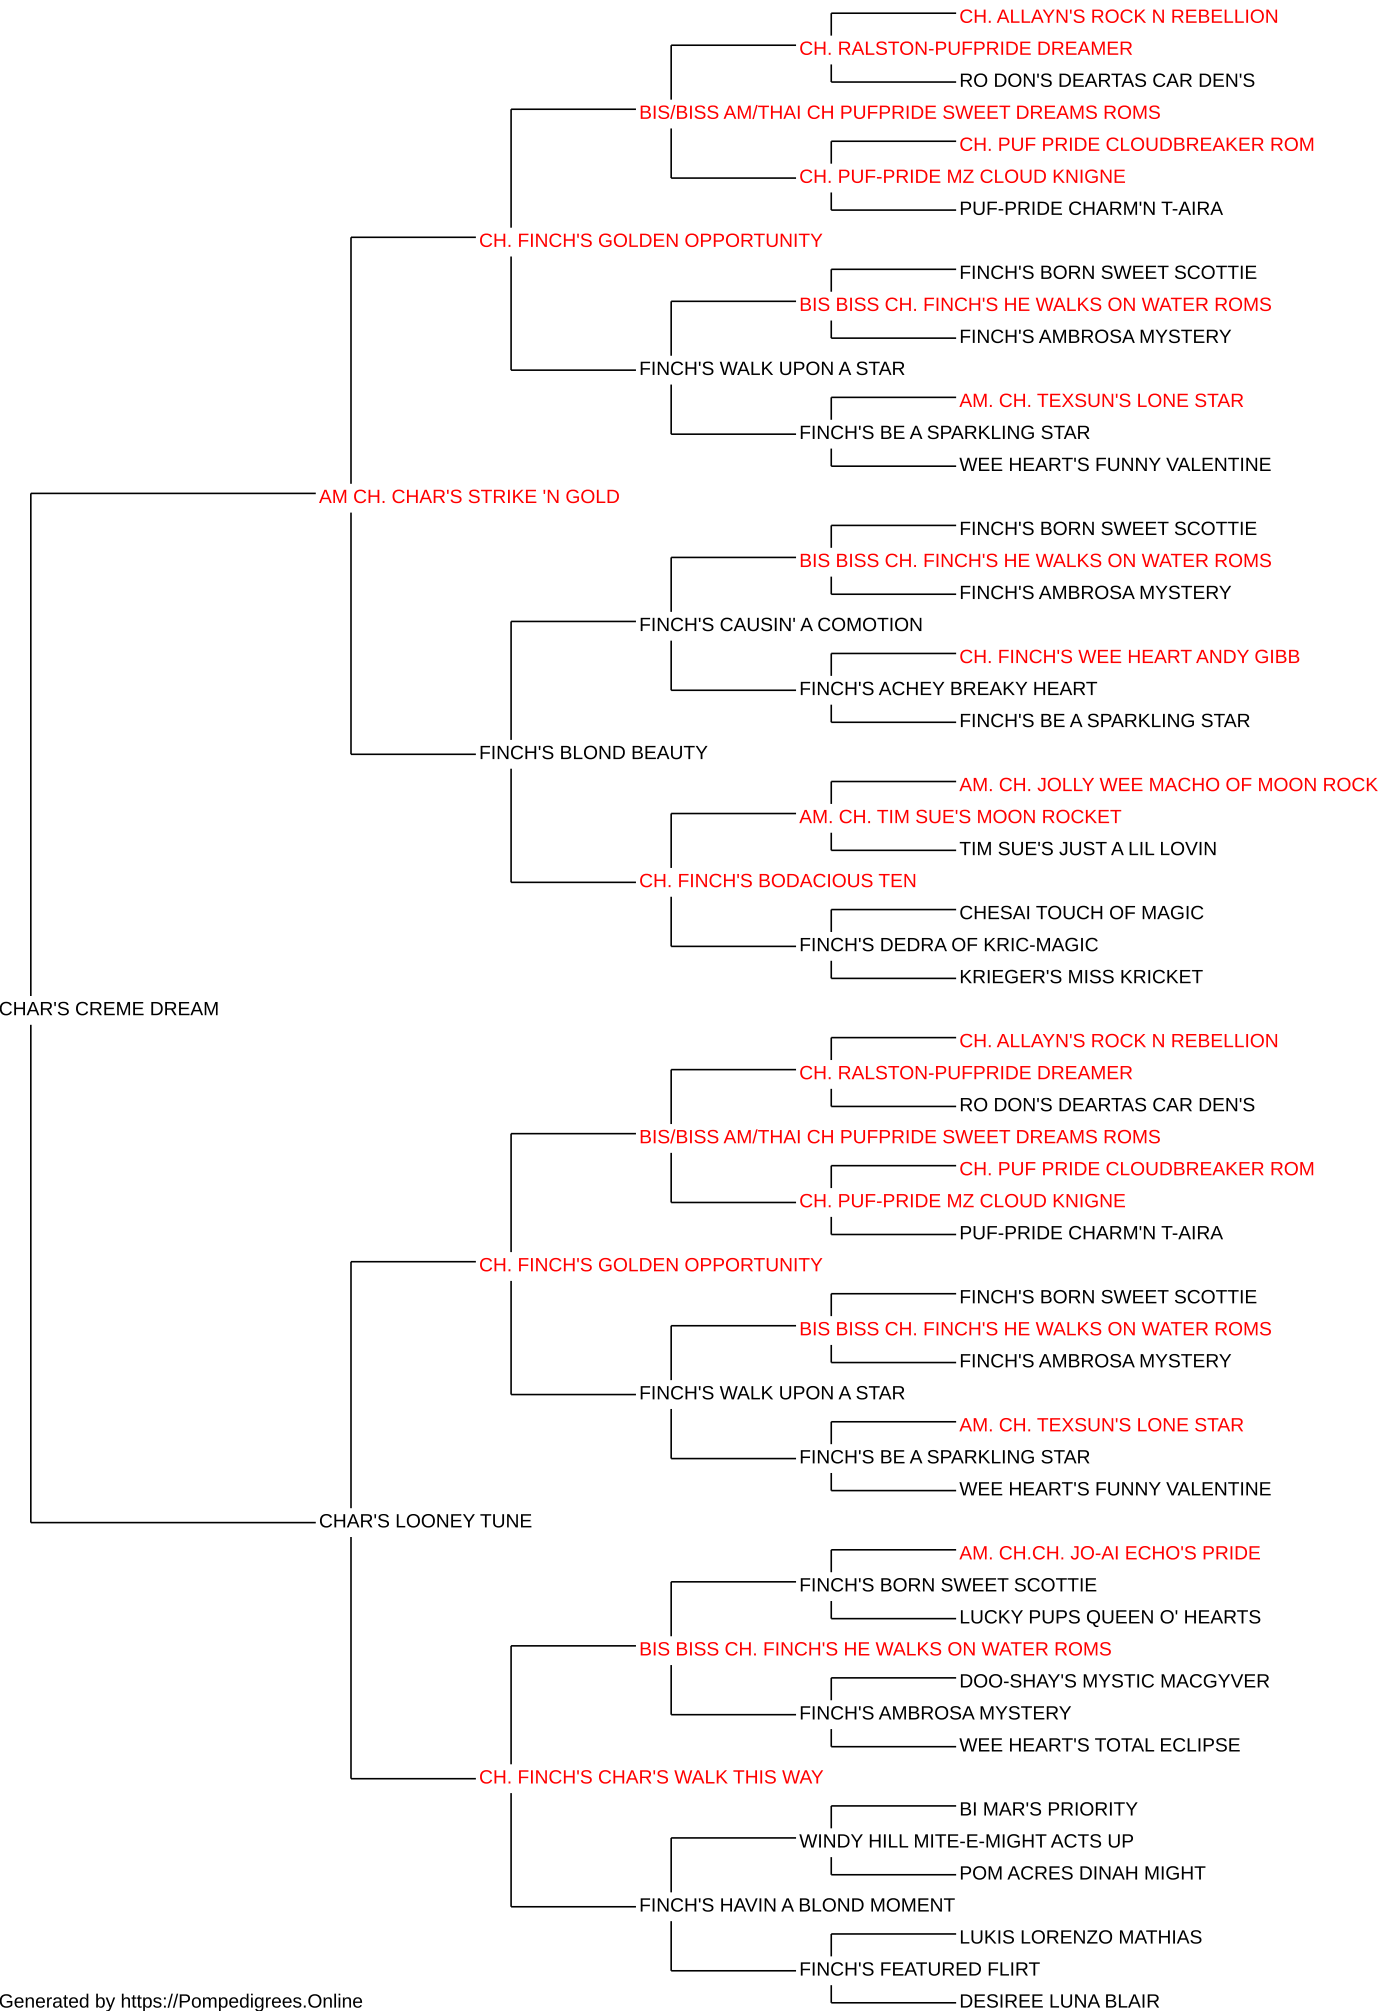 CH. ALLAYN'S ROCK N REBELLION
CH. RALSTON-PUFPRIDE DREAMER
RO DON'S DEARTAS CAR DEN'S
BIS/BISS AM/THAI CH PUFPRIDE SWEET DREAMS ROMS
CH. PUF PRIDE CLOUDBREAKER ROM
CH. PUF-PRIDE MZ CLOUD KNIGNE
PUF-PRIDE CHARM'N T-AIRA
CH. FINCH'S GOLDEN OPPORTUNITY
FINCH'S BORN SWEET SCOTTIE
BIS BISS CH. FINCH'S HE WALKS ON WATER ROMS
FINCH'S AMBROSA MYSTERY
FINCH'S WALK UPON A STAR
AM. CH. TEXSUN'S LONE STAR
FINCH'S BE A SPARKLING STAR
WEE HEART'S FUNNY VALENTINE
AM CH. CHAR'S STRIKE 'N GOLD
FINCH'S BORN SWEET SCOTTIE
BIS BISS CH. FINCH'S HE WALKS ON WATER ROMS
FINCH'S AMBROSA MYSTERY
FINCH'S CAUSIN' A COMOTION
CH. FINCH'S WEE HEART ANDY GIBB
FINCH'S ACHEY BREAKY HEART
FINCH'S BE A SPARKLING STAR
FINCH'S BLOND BEAUTY
AM. CH. JOLLY WEE MACHO OF MOON ROCK
AM. CH. TIM SUE'S MOON ROCKET
TIM SUE'S JUST A LIL LOVIN
CH. FINCH'S BODACIOUS TEN
CHESAI TOUCH OF MAGIC
FINCH'S DEDRA OF KRIC-MAGIC
KRIEGER'S MISS KRICKET
CHAR'S CREME DREAM
CH. ALLAYN'S ROCK N REBELLION
CH. RALSTON-PUFPRIDE DREAMER
RO DON'S DEARTAS CAR DEN'S
BIS/BISS AM/THAI CH PUFPRIDE SWEET DREAMS ROMS
CH. PUF PRIDE CLOUDBREAKER ROM
CH. PUF-PRIDE MZ CLOUD KNIGNE
PUF-PRIDE CHARM'N T-AIRA
CH. FINCH'S GOLDEN OPPORTUNITY
FINCH'S BORN SWEET SCOTTIE
BIS BISS CH. FINCH'S HE WALKS ON WATER ROMS
FINCH'S AMBROSA MYSTERY
FINCH'S WALK UPON A STAR
AM. CH. TEXSUN'S LONE STAR
FINCH'S BE A SPARKLING STAR
WEE HEART'S FUNNY VALENTINE
CHAR'S LOONEY TUNE
AM. CH.CH. JO-AI ECHO'S PRIDE
FINCH'S BORN SWEET SCOTTIE
LUCKY PUPS QUEEN O' HEARTS
BIS BISS CH. FINCH'S HE WALKS ON WATER ROMS
DOO-SHAY'S MYSTIC MACGYVER
FINCH'S AMBROSA MYSTERY
WEE HEART'S TOTAL ECLIPSE
CH. FINCH'S CHAR'S WALK THIS WAY
BI MAR'S PRIORITY
WINDY HILL MITE-E-MIGHT ACTS UP
POM ACRES DINAH MIGHT
FINCH'S HAVIN A BLOND MOMENT
LUKIS LORENZO MATHIAS
FINCH'S FEATURED FLIRT
DESIREE LUNA BLAIR
Generated by https://Pompedigrees.Online